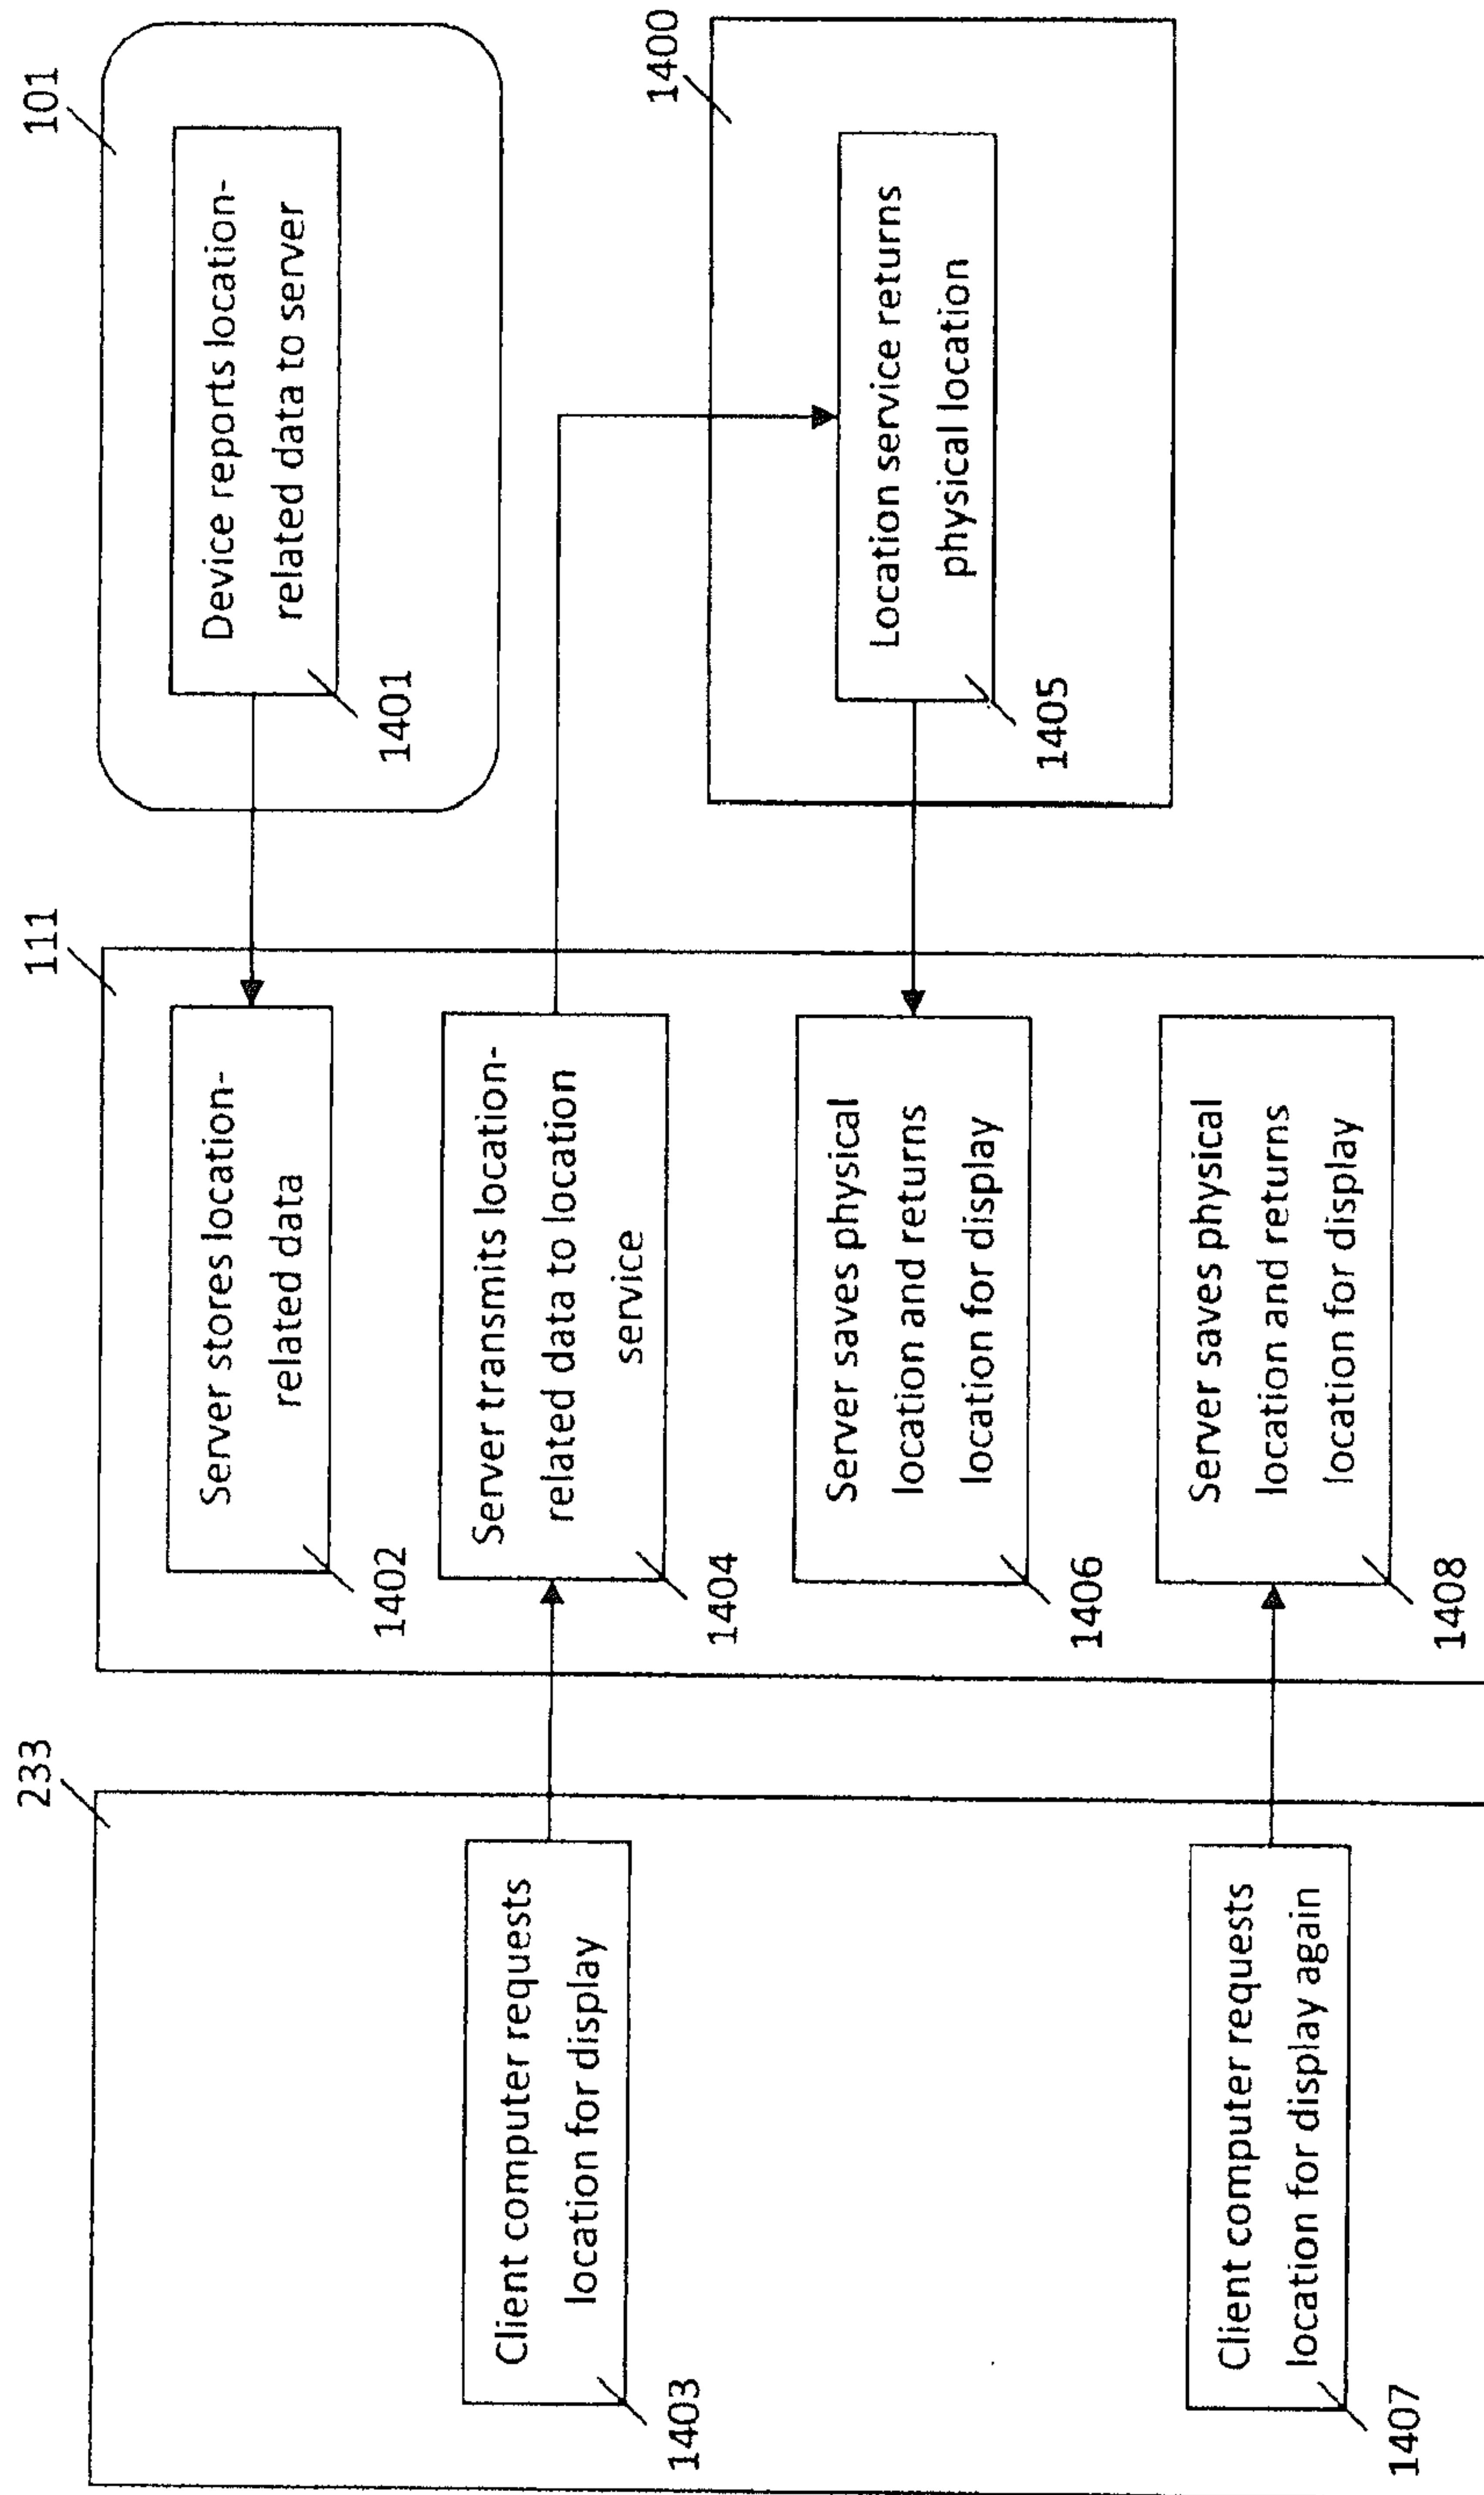 233
111
101
Client computer requests
location for display
1403
Client computer requests
location for display again
1407
Server stores location-
related data
1402
Server transmits location-
related data to location
service
1404
Server saves physical
location and returns
location for display
1406
Server saves physical
location and returns
location for display
1408
Device reports location-
related data to server
1401
1400
Location service returns
physical location
1405